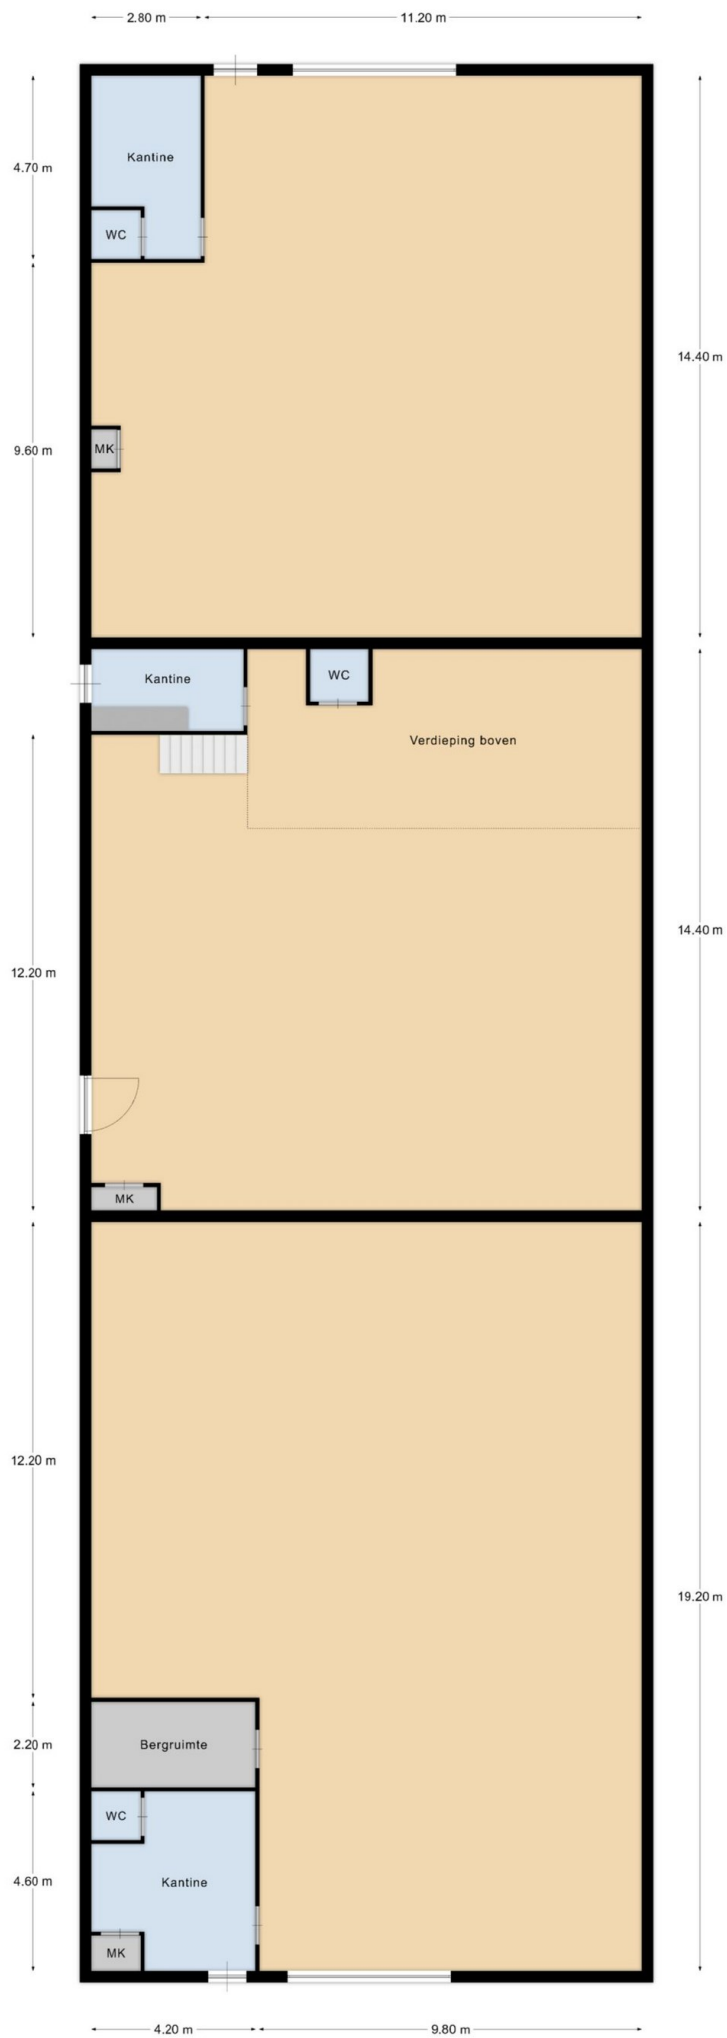 2.80 m 11.20 m
Kantine
4.70 m
WC
14.40 m
MK
9.60 m
Kantine
WC
Verdieping boven
14.40 m
12.20 m
MK
12.20 m
19.20 m
Bergruimte
2.20 m
WC
Kantine
4.60 m
MK
4.20 m 9.80 m